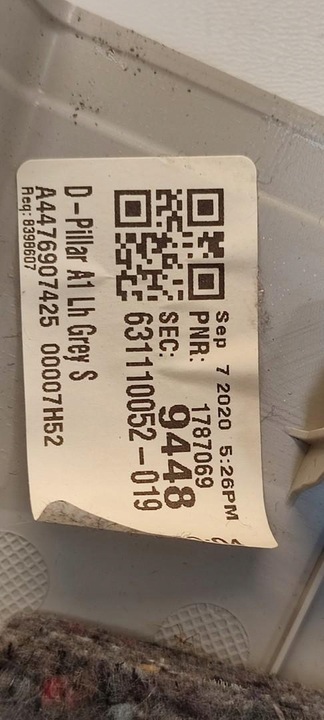 Sep 7 2020 5:26PM
PNR: 1787069
SEC: 9448
631110052-019
D-Pillar A1 Lh Grey S
A4476907425 00007H52
Req: 8398607